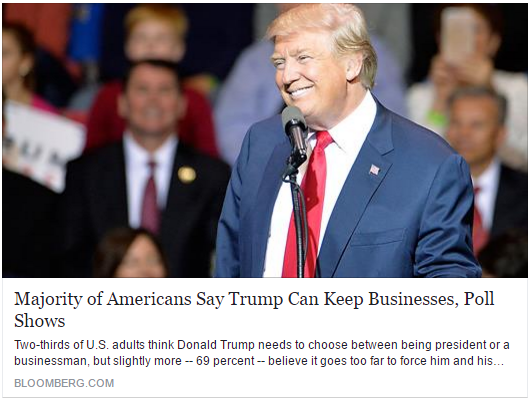 Majority of Americans Say Trump Can Keep Businesses, Poll
Shows
Two-thirds of U.S. adults think Donald Trump needs to choose between being president or a
businessman, but slightly more -- 69 percent -- believe it goes too far to force him and his…
BLOOMBERG.COM